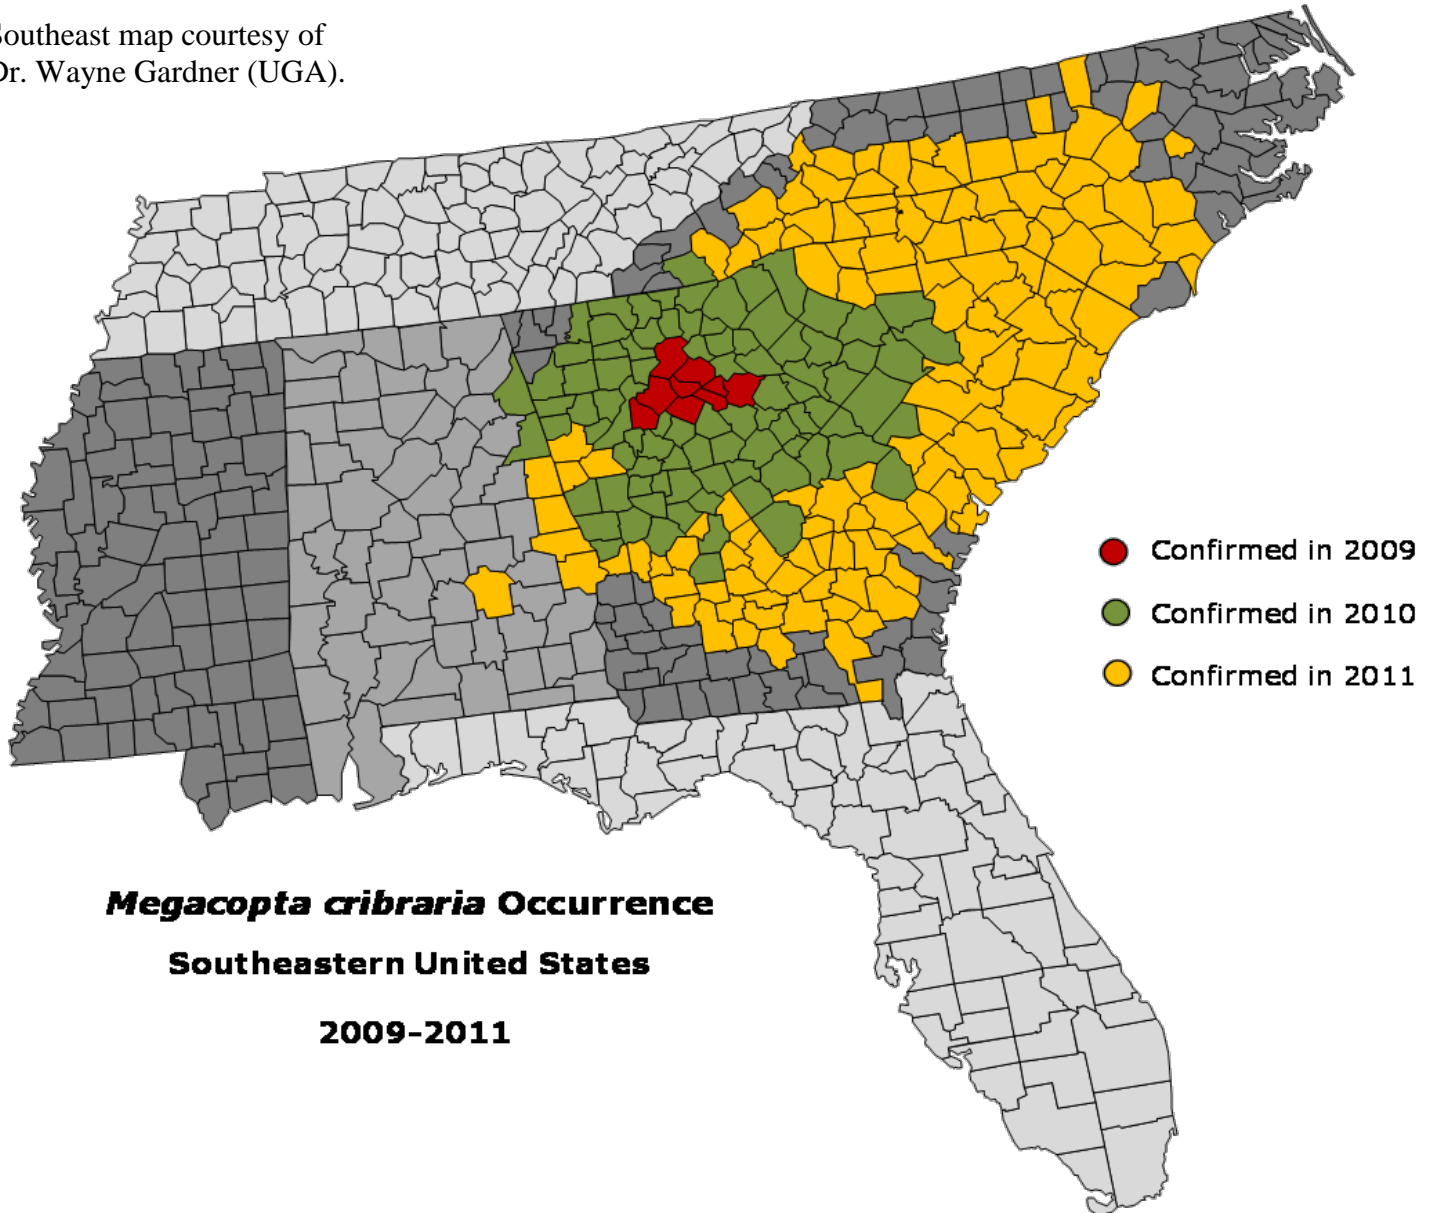 Southeast map courtesy of
Dr. Wayne Gardner (UGA).
Confirmed in 2009
Confirmed in 2010
Confirmed in 2011
Megacopta cribraria Occurrence
Southeastern United States
2009-2011